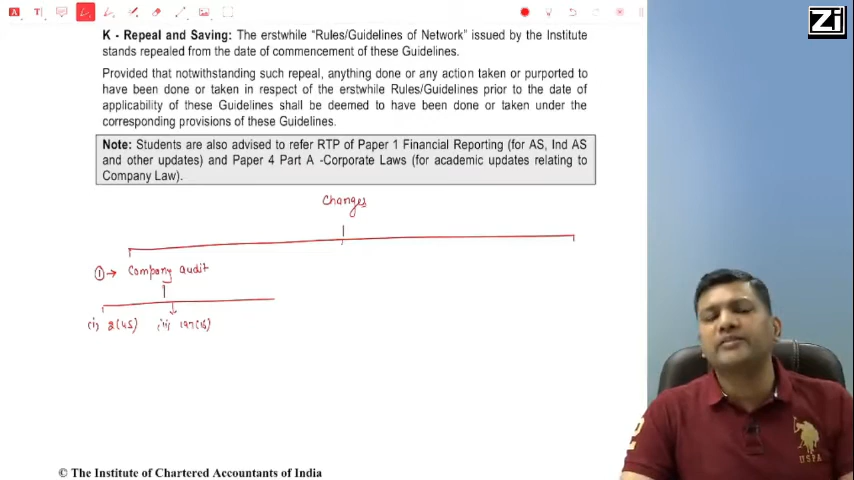 K - Repeal and Saving: The erstwhile “Rules/Guidelines of Network” issued by the Institute
stands repealed from the date of commencement of these Guidelines.
Provided that notwithstanding such repeal, anything done or any action taken or purported to
have been done or taken in respect of the erstwhile Rules/Guidelines prior to the date of
applicability of these Guidelines shall be deemed to have been done or taken under the
corresponding provisions of these Guidelines.
Note: Students are also advised to refer RTP of Paper 1 Financial Reporting (for AS, Ind AS
and other updates) and Paper 4 Part A -Corporate Laws (for academic updates relating to
Company Law).
Changes
① → Company audit
(i) 2(45) (ii) 197(16)
© The Institute of Chartered Accountants of India
Zi
USPA
2